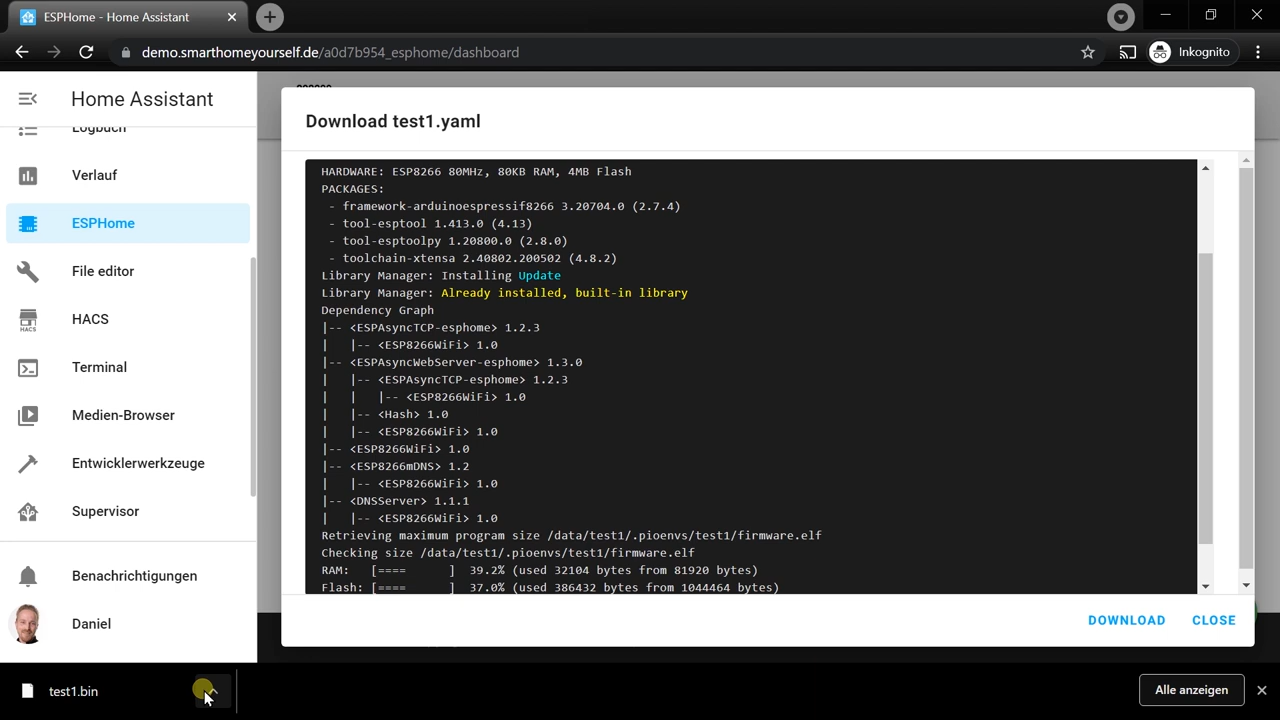 ESPHome - Home Assistant
demo.smarthomeyourself.de/a0d7b954_esphome/dashboard
Inkognito
Home Assistant
Logbuch
Verlauf
ESPHome
File editor
HACS
HACS
Terminal
Medien-Browser
Entwicklerwerkzeuge
Supervisor
Benachrichtigungen
Daniel
Download test1.yaml
HARDWARE: ESP8266 80MHz, 80KB RAM, 4MB Flash
PACKAGES:
- framework-arduinoespressif8266 3.20704.0 (2.7.4)
- tool-esptool 1.413.0 (4.13)
- tool-esptoolpy 1.20800.0 (2.8.0)
- toolchain-xtensa 2.40802.200502 (4.8.2)
Library Manager: Installing Update
Library Manager: Already installed, built-in library
Dependency Graph
|-- <ESPAsyncTCP-esphome> 1.2.3
|   |-- <ESP8266WiFi> 1.0
|-- <ESPAsyncWebServer-esphome> 1.3.0
|   |-- <ESPAsyncTCP-esphome> 1.2.3
|   |   |-- <ESP8266WiFi> 1.0
|   |-- <Hash> 1.0
|   |-- <ESP8266WiFi> 1.0
|-- <ESP8266WiFi> 1.0
|-- <ESP8266mDNS> 1.2
|   |-- <ESP8266WiFi> 1.0
|-- <DNSServer> 1.1.1
|   |-- <ESP8266WiFi> 1.0
Retrieving maximum program size /data/test1/.pioenvs/test1/firmware.elf
Checking size /data/test1/.pioenvs/test1/firmware.elf
RAM:   [====      ]  39.2% (used 32104 bytes from 81920 bytes)
Flash: [====      ]  37.0% (used 386432 bytes from 1044464 bytes)
DOWNLOAD
CLOSE
test1.bin
Alle anzeigen